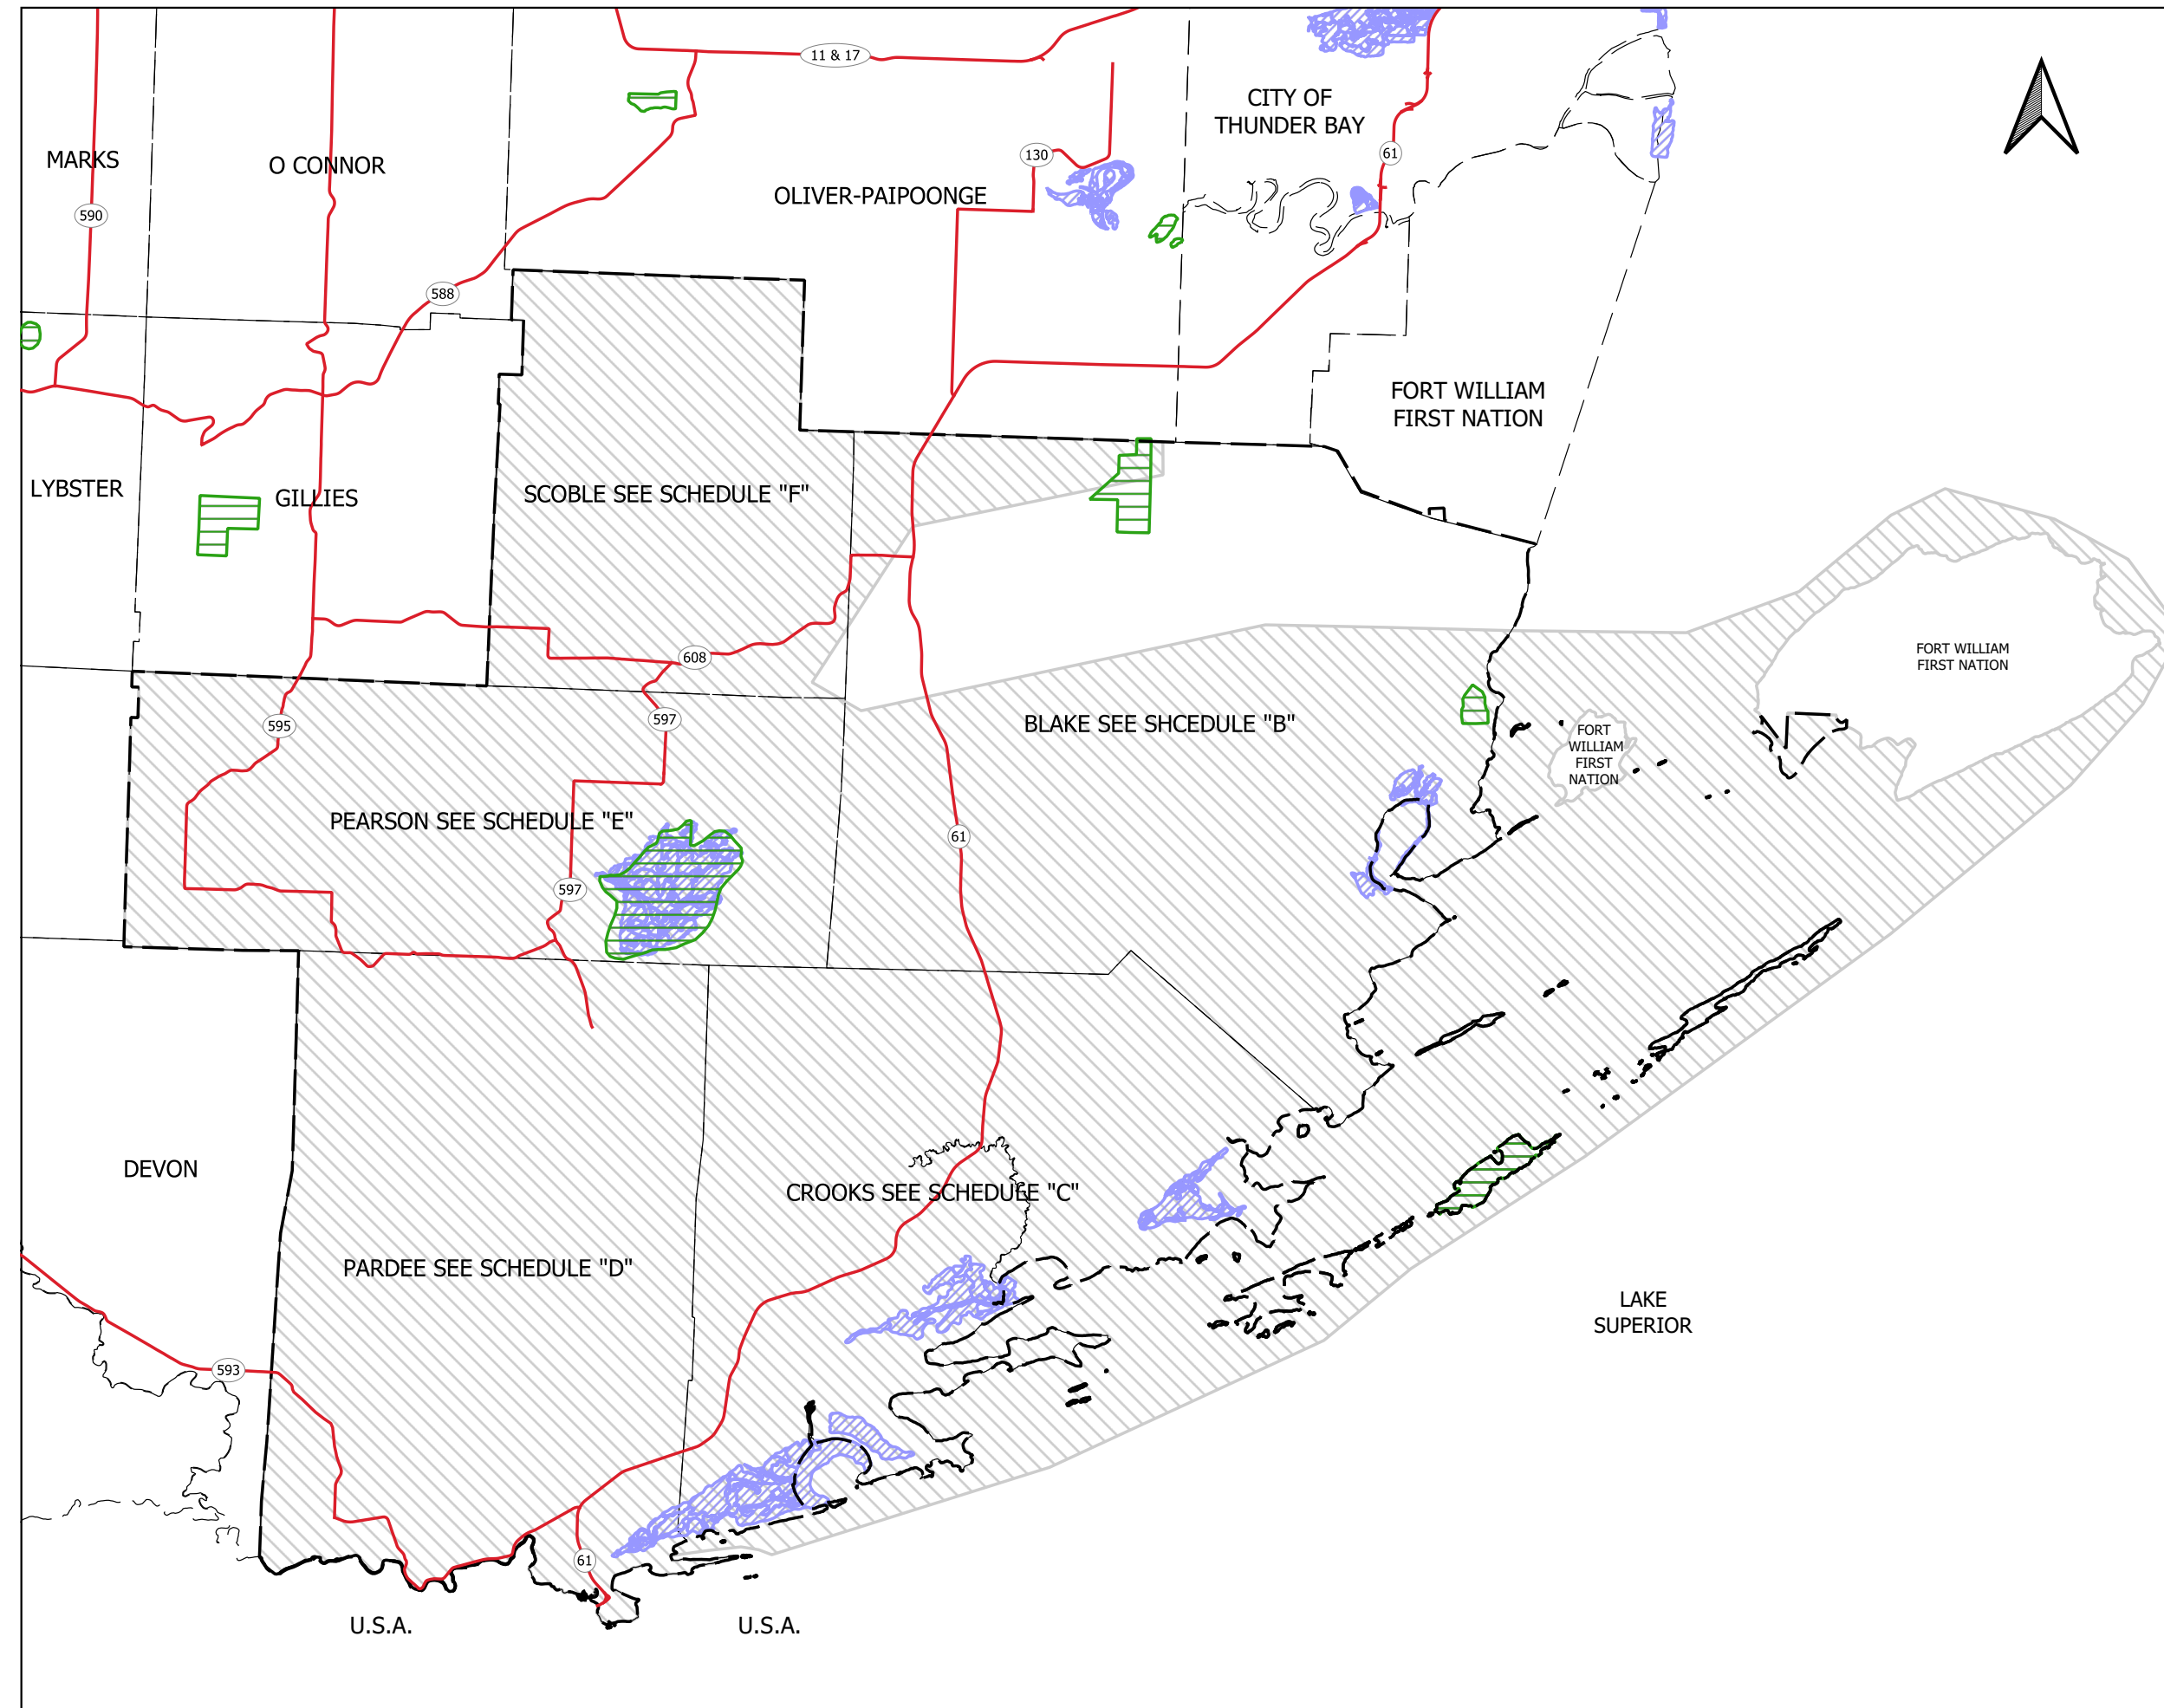 11 & 17
CITY OF
THUNDER BAY
MARKS
O CONNOR
130
61
OLIVER-PAIPOONGE
590
588
FORT WILLIAM
FIRST NATION
LYBSTER
GILLIES
SCOBLE SEE SCHEDULE "F"
608
FORT WILLIAM
FIRST NATION
595
597
BLAKE SEE SHCEDULE "B"
FORT
WILLIAM
FIRST
NATION
PEARSON SEE SCHEDULE "E"
61
597
DEVON
CROOKS SEE SCHEDULE "C"
PARDEE SEE SCHEDULE "D"
LAKE
SUPERIOR
593
61
U.S.A.
U.S.A.